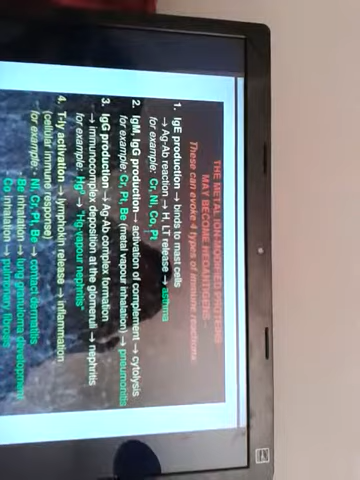 THE METAL ION-MODIFIED PROTEINS
MAY BECOME NEOANTIGENS –
These can evoke 4 types of immune reactions
1. IgE production → binds to mast cells
→ Ag-Ab reaction → H, LT release → asthma
for example: Cr, Ni, Co, Pt
2. IgM, IgG production → activation of complement → cytolysis
for example: Cr, Pt, Be (metal vapour inhalation) → pneumonitis
3. IgG production → Ag-Ab complex formation
→ immunocomplex deposition at the glomeruli → nephritis
for example: Hg° → "Hg-vapour nephritis"
4. T-ly activation → lymphokin release → inflammation
(cellular immune response)
for example: - Ni, Cr, Pt, Be → contact dermatitis
- Be inhalation → lung granuloma development
Co inhalation → pulmonary fibrosis